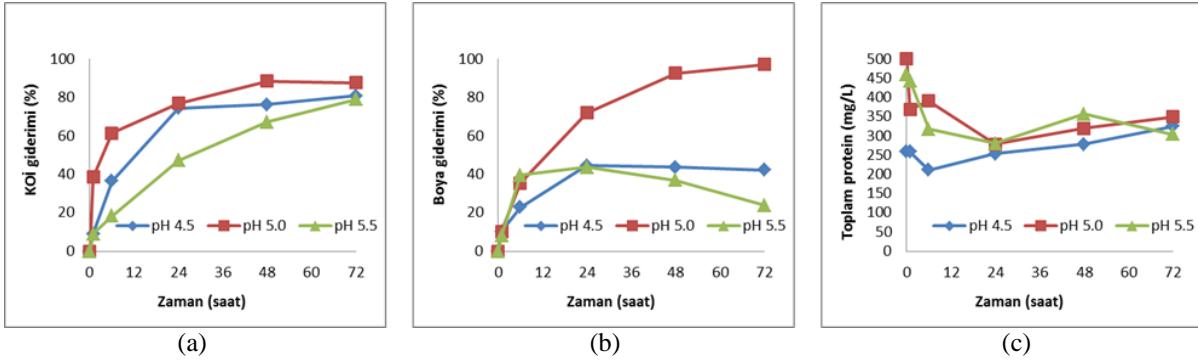 KOİ giderimi (%)
100
80
60
40
20
0
pH 4.5 pH 5.0 pH 5.5
0 12 24 36 48 60 72
Zaman (saat)
(a)
Boya giderimi (%)
100
80
60
40
20
0
pH 4.5 pH 5.0 pH 5.5
0 12 24 36 48 60 72
Zaman (saat)
(b)
Toplam protein (mg/L)
500
450
400
350
300
250
200
150
100
50
0
pH 4.5 pH 5.0 pH 5.5
0 12 24 36 48 60 72
Zaman (saat)
(c)